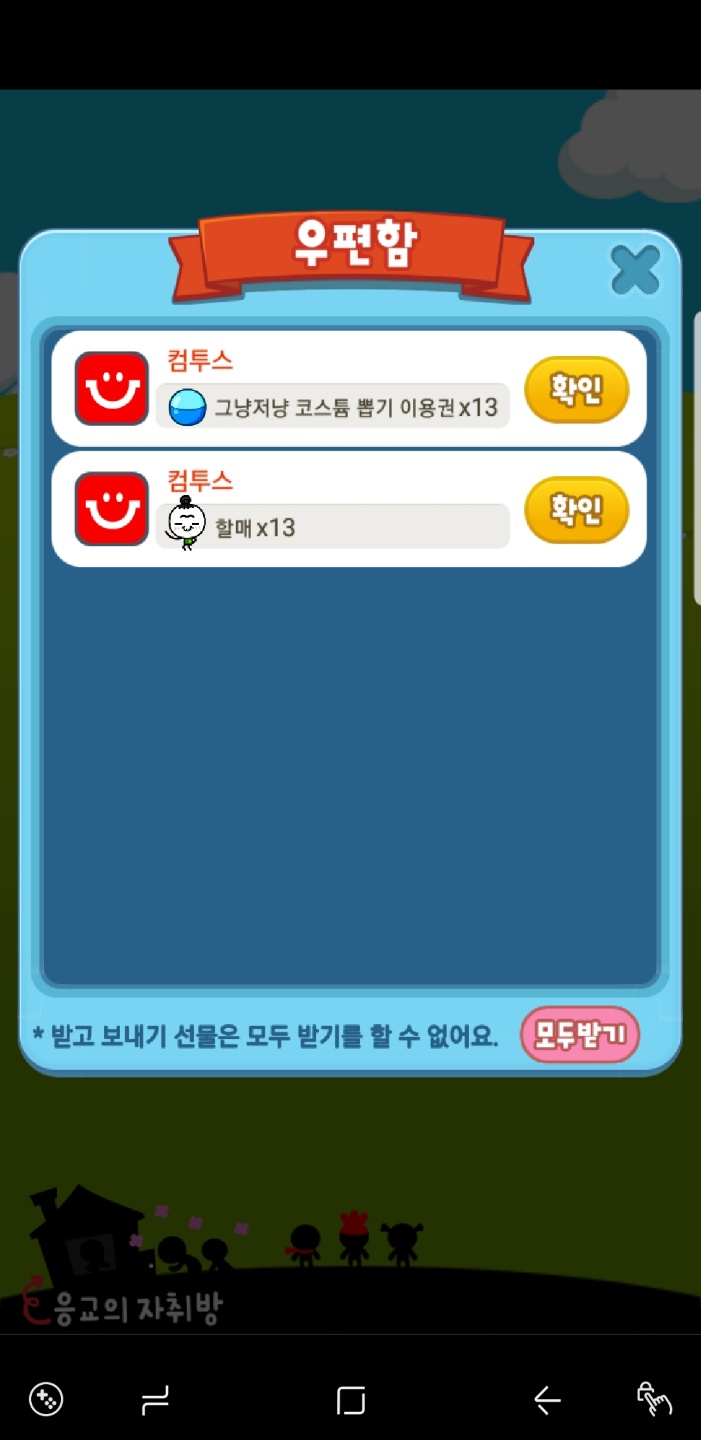 우편함
컴투스
그냥저냥 코스튬 뽑기 이용권x13
확인
컴투스
할매x13
확인
* 받고 보내기 선물은 모두 받기를 할 수 없어요.
모두받기
응교의 자취방